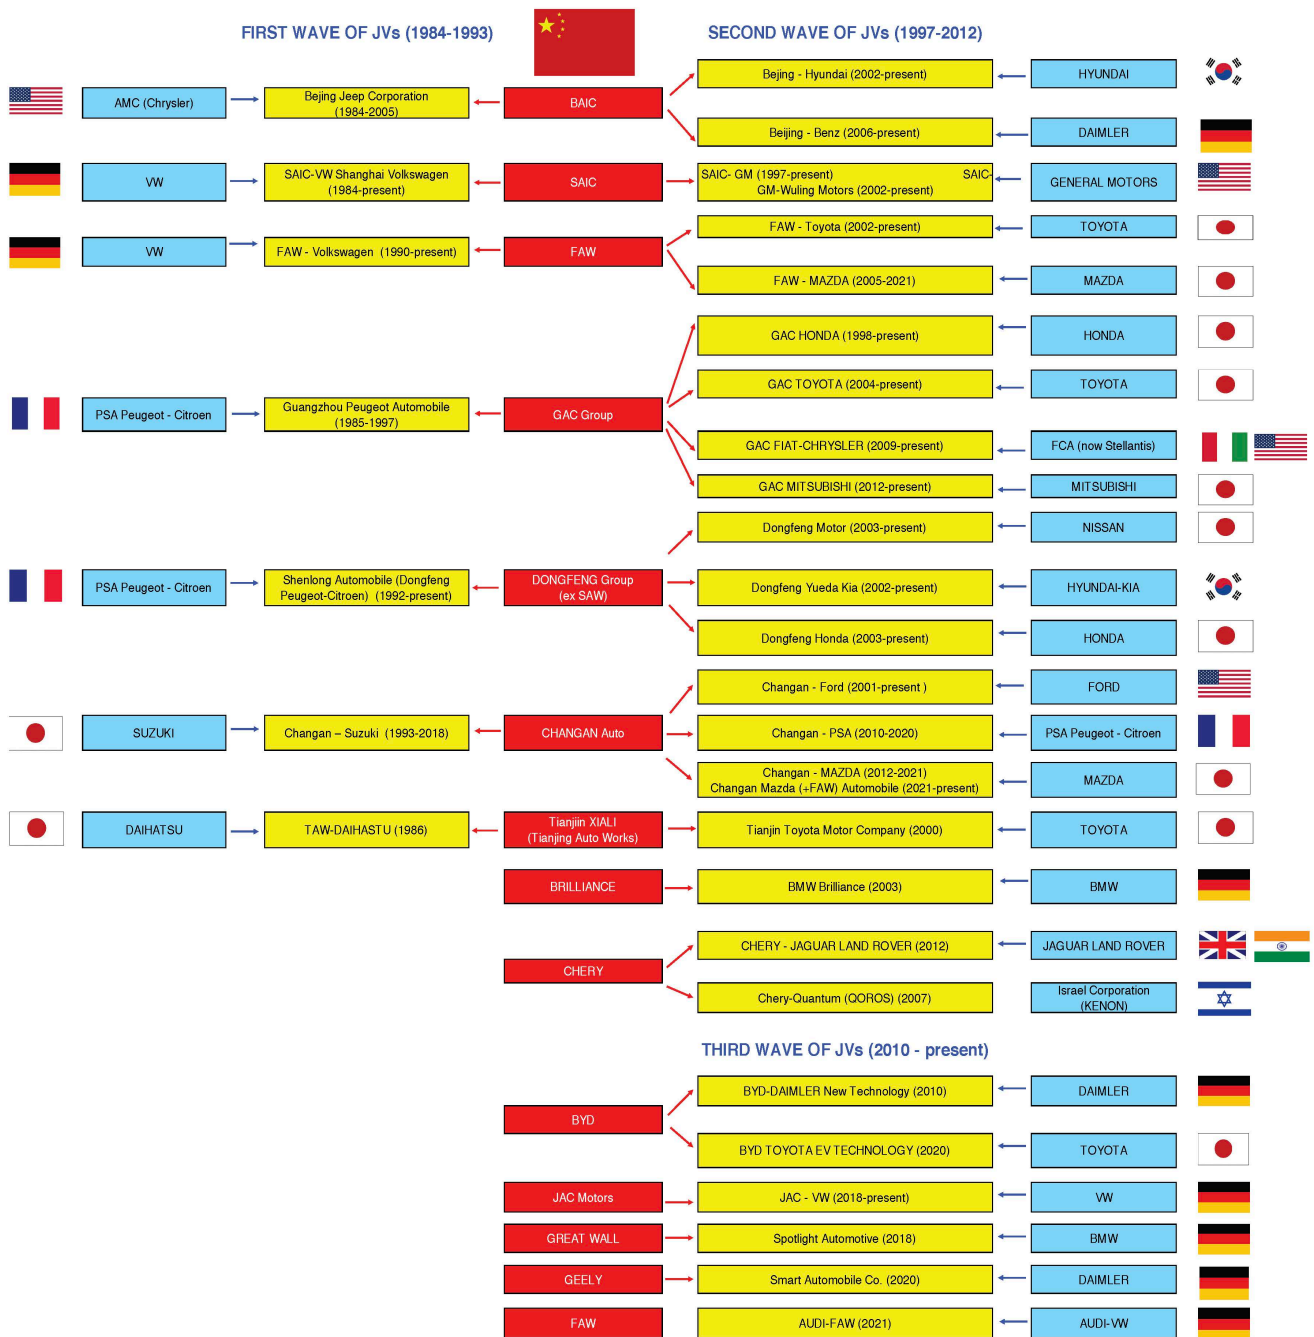 FIRST WAVE OF JVs (1984-1993)
SECOND WAVE OF JVs (1997-2012)
AMC (Chrysler)
Bejing Jeep Corporation
(1984-2005)
BAIC
Bejing - Hyundai (2002-present)
HYUNDAI
Beijing - Benz (2006-present)
DAIMLER
VW
SAIC-VW Shanghai Volkswagen
(1984-present)
SAIC
SAIC- GM (1997-present) SAIC-
GM-Wuling Motors (2002-present)
GENERAL MOTORS
VW
FAW - Volkswagen (1990-present)
FAW
FAW - Toyota (2002-present)
TOYOTA
FAW - MAZDA (2005-2021)
MAZDA
GAC HONDA (1998-present)
HONDA
GAC TOYOTA (2004-present)
TOYOTA
PSA Peugeot - Citroen
Guangzhou Peugeot Automobile
(1985-1997)
GAC Group
GAC FIAT-CHRYSLER (2009-present)
FCA (now Stellantis)
GAC MITSUBISHI (2012-present)
MITSUBISHI
Dongfeng Motor (2003-present)
NISSAN
PSA Peugeot - Citroen
Shenlong Automobile (Dongfeng
Peugeot-Citroen) (1992-present)
DONGFENG Group
(ex SAW)
Dongfeng Yueda Kia (2002-present)
HYUNDAI-KIA
Dongfeng Honda (2003-present)
HONDA
Changan - Ford (2001-present )
FORD
SUZUKI
Changan – Suzuki (1993-2018)
CHANGAN Auto
Changan - PSA (2010-2020)
PSA Peugeot - Citroen
Changan - MAZDA (2012-2021)
Changan Mazda (+FAW) Automobile (2021-present)
MAZDA
DAIHATSU
TAW-DAIHASTU (1986)
Tianjiin XIALI
(Tianjing Auto Works)
Tianjin Toyota Motor Company (2000)
TOYOTA
BRILLIANCE
BMW Brilliance (2003)
BMW
CHERY
CHERY - JAGUAR LAND ROVER (2012)
JAGUAR LAND ROVER
Chery-Quantum (QOROS) (2007)
Israel Corporation
(KENON)
THIRD WAVE OF JVs (2010 - present)
BYD
BYD-DAIMLER New Technology (2010)
DAIMLER
BYD TOYOTA EV TECHNOLOGY (2020)
TOYOTA
JAC Motors
JAC - VW (2018-present)
VW
GREAT WALL
Spotlight Automotive (2018)
BMW
GEELY
Smart Automobile Co. (2020)
DAIMLER
FAW
AUDI-FAW (2021)
AUDI-VW